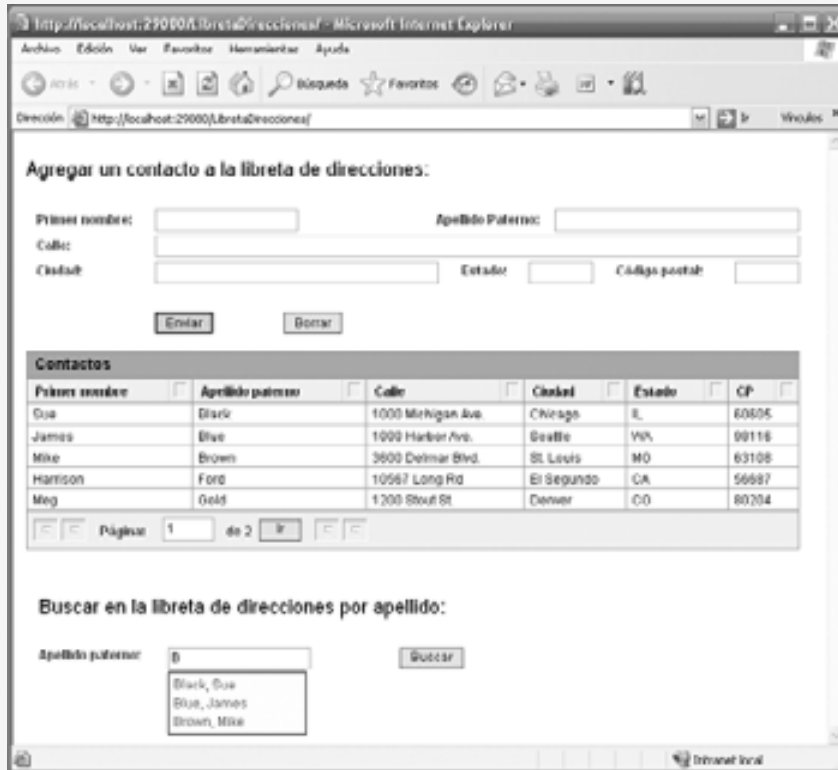 http://localhost:29080/LibretaDirecciones/ - Microsoft Internet Explorer
Archivo Edición Ver Favoritos Herramientas Ayuda
Atrás Búsqueda Favoritos
Dirección http://localhost:29080/LibretaDirecciones/ Ir Vínculos
Agregar un contacto a la libreta de direcciones:
Primer nombre: Apellido Paterno:
Calle:
Ciudad: Estado: Código postal:
Enviar Borrar
Contactos
Primer nombre Apellido paterno Calle Ciudad Estado CP
Sue Black 1000 Michigan Ave. Chicago IL 60605
James Blue 1000 Harbor Ave. Seattle WA 98116
Mike Brown 3600 Delmar Blvd. St. Louis MO 63108
Harrison Ford 10567 Long Rd El Segundo CA 56687
Meg Gold 1200 Stout St Denver CO 80204
Página: 1 de 2 Ir
Buscar en la libreta de direcciones por apellido:
Apellido paterno: B Buscar
Black, Sue
Blue, James
Brown, Mike
Intranet local